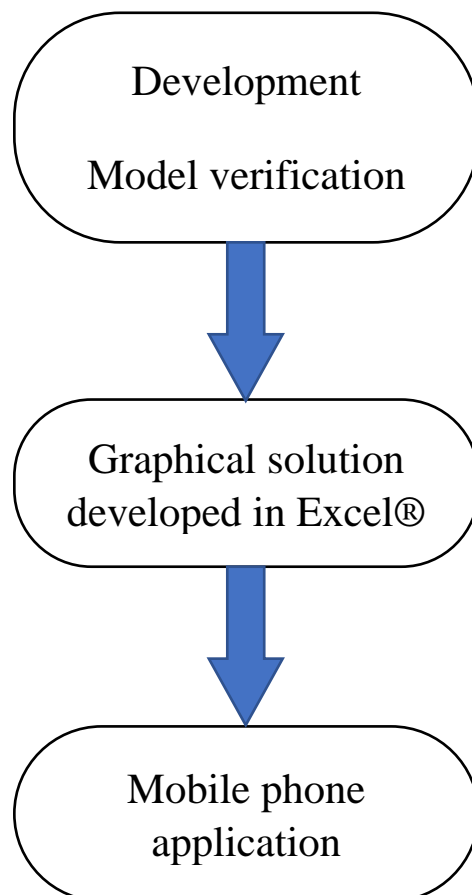 Development
Model verification
Graphical solution
developed in Excel®
Mobile phone
application